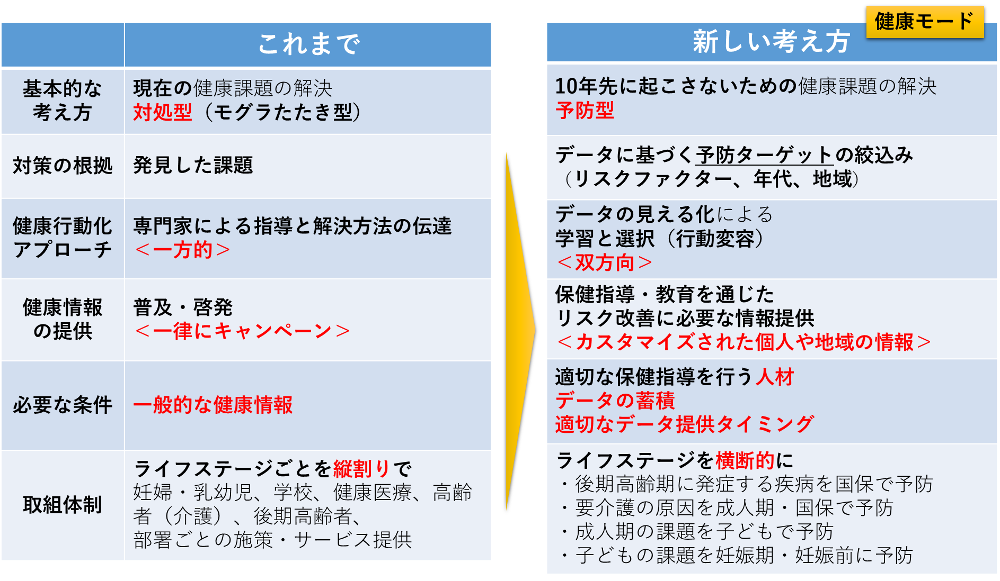 健康モード
これまで
新しい考え方
基本的な
考え方
現在の健康課題の解決
対処型（モグラたたき型）
10年先に起こさないための健康課題の解決
予防型
対策の根拠
発見した課題
データに基づく予防ターゲットの絞込み
（リスクファクター、年代、地域）
健康行動化
アプローチ
専門家による指導と解決方法の伝達
＜一方的＞
データの見える化による
学習と選択（行動変容）
＜双方向＞
健康情報
の提供
普及・啓発
＜一律にキャンペーン＞
保健指導・教育を通じた
リスク改善に必要な情報提供
＜カスタマイズされた個人や地域の情報＞
必要な条件
一般的な健康情報
適切な保健指導を行う人材
データの蓄積
適切なデータ提供タイミング
取組体制
ライフステージごとを縦割りで
妊婦・乳幼児、学校、健康医療、高齢
者（介護）、後期高齢者、
部署ごとの施策・サービス提供
ライフステージを横断的に
・後期高齢期に発症する疾病を国保で予防
・要介護の原因を成人期・国保で予防
・成人期の課題を子どもで予防
・子どもの課題を妊娠期・妊娠前に予防